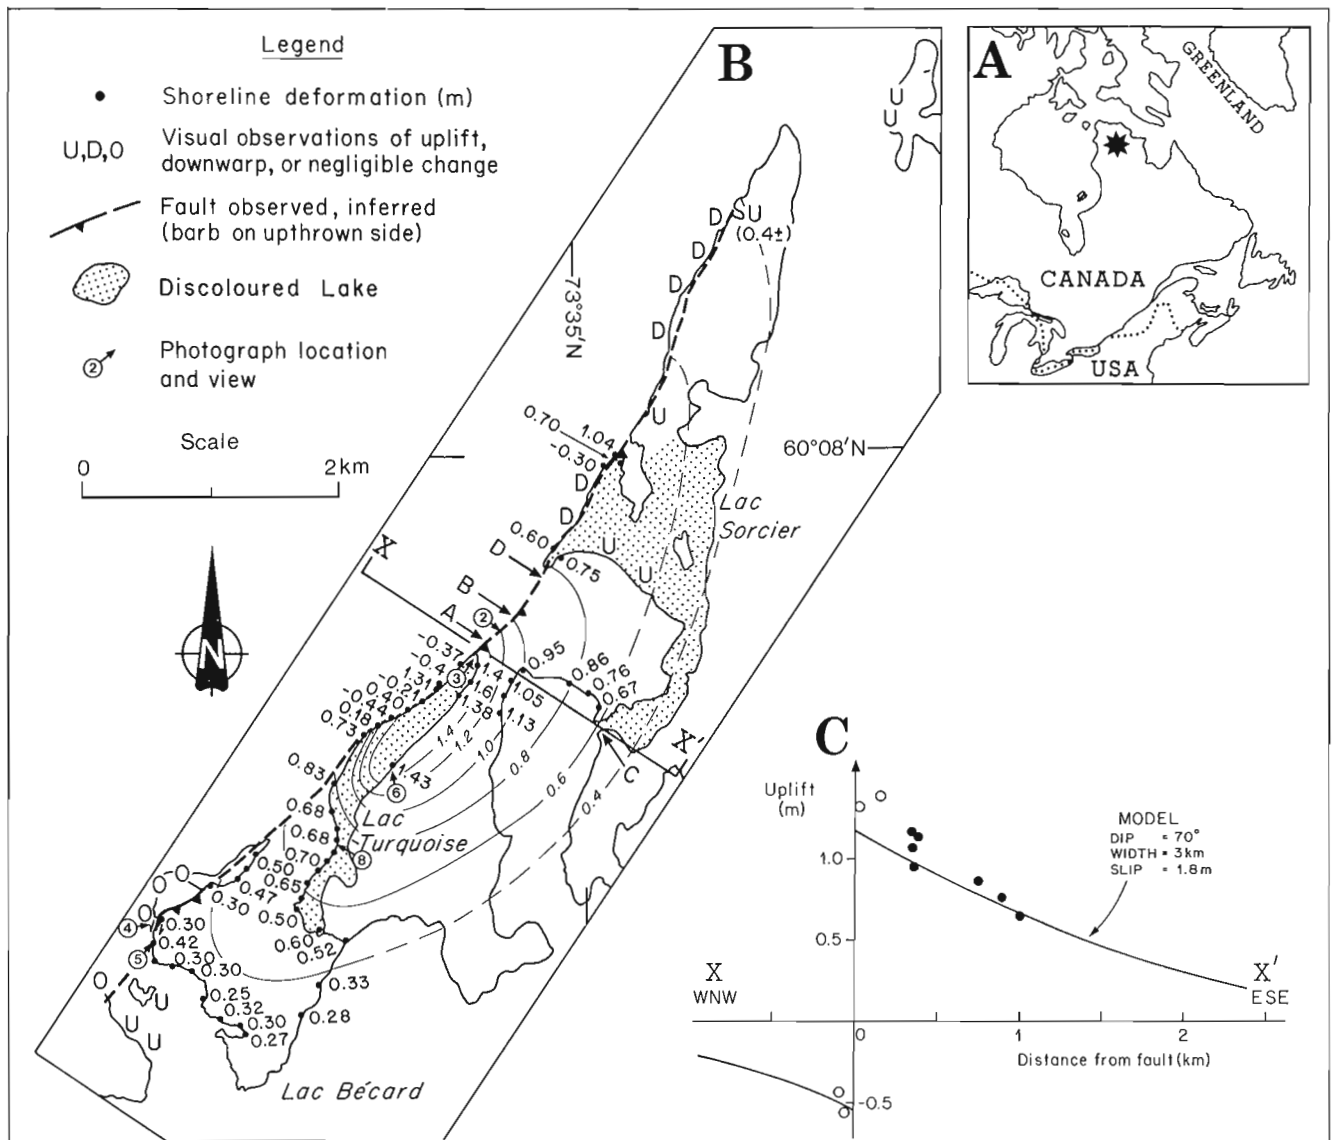 Legend
Shoreline deformation (m)
U,D,O
Visual observations of uplift,
downwarp, or negligible change
Fault observed, inferred
(barb on upthrown side)
Discoloured Lake
2
Photograph location
and view
Scale
0 2km
N
B
U
U
D SU
(0.4±)
D
D
D
73°35'N
U
0.70 1.04
-0.30
D
D
60°08'N
Lac
Sorcier
0.60
U
D
0.75
U
X
B
A
2
-0.37
3
1.4
0.95
0.86
0.76
0.67
1.6
1.05
1.38
1.13
0.73
1.4
1.2
1.0
0.8
0.6
0.4
X'
C
0.83
1.43
6
0.68
Lac
Turquoise
0.68
8
0.70
0.50
0.65
0.47
0.30
0.50
O O
O
4
0.30
0.42
0.60
0.52
5
0.30
0.30
O
U
0.33
0.25
0.32
0.30
0.27
0.28
U
U
Lac Bécard
A
GREENLAND
CANADA
USA
C
Uplift
(m)
MODEL
DIP = 70°
WIDTH = 3km
SLIP = 1.8m
1.0
0.5
X
WNW
X'
ESE
0 1 2
Distance from fault (km)
-0.5